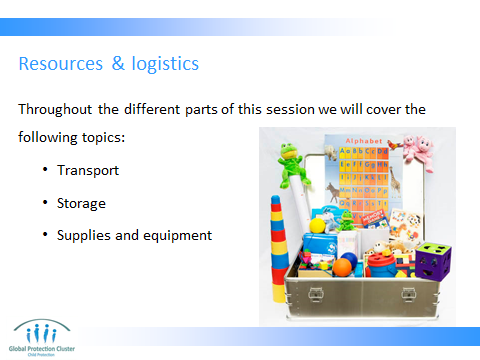 Resources & logistics
Throughout the different parts of this session we will cover the
following topics:
• Transport
• Storage
• Supplies and equipment
Alphabet
Global Protection Cluster
Child Protection